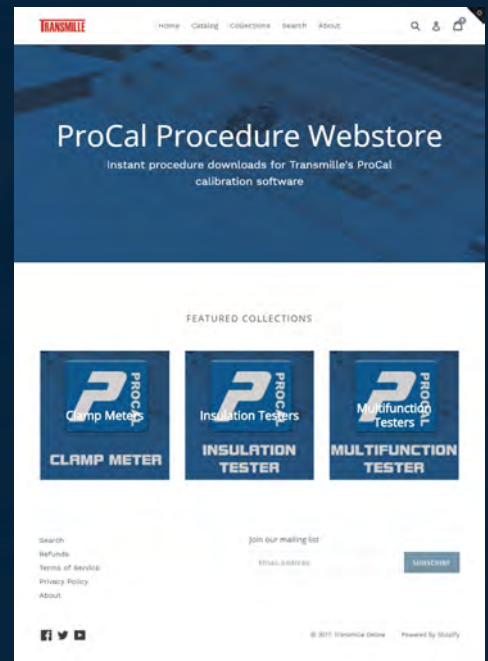 TRANSMILLE
Home Catalog Collections Search About
ProCal Procedure Webstore
Instant procedure downloads for Transmille's ProCal
calibration software
FEATURED COLLECTIONS
PROCAL
Clamp Meters
CLAMP METER
PROCAL
Insulation Testers
INSULATION
TESTER
PROCAL
Multifunction
Testers
MULTIFUNCTION
TESTER
Search
Refunds
Terms of Service
Privacy Policy
About
Join our mailing list
Email address
SUBSCRIBE
© 2017, Transmille Online Powered by Shopify